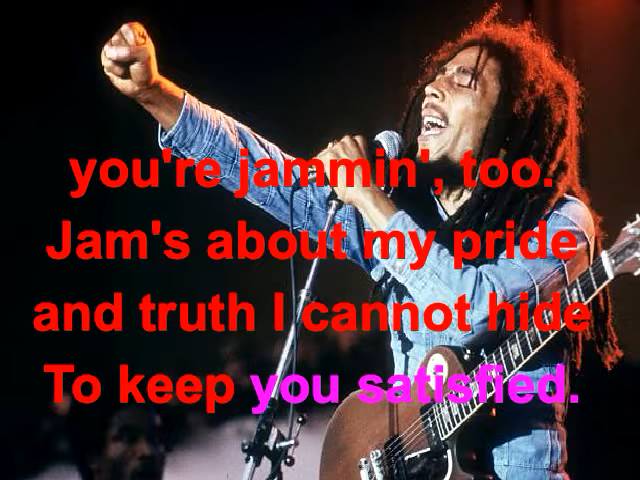 you're jammin', too.
Jam's about my pride
and truth I cannot hide
To keep you satisfied.